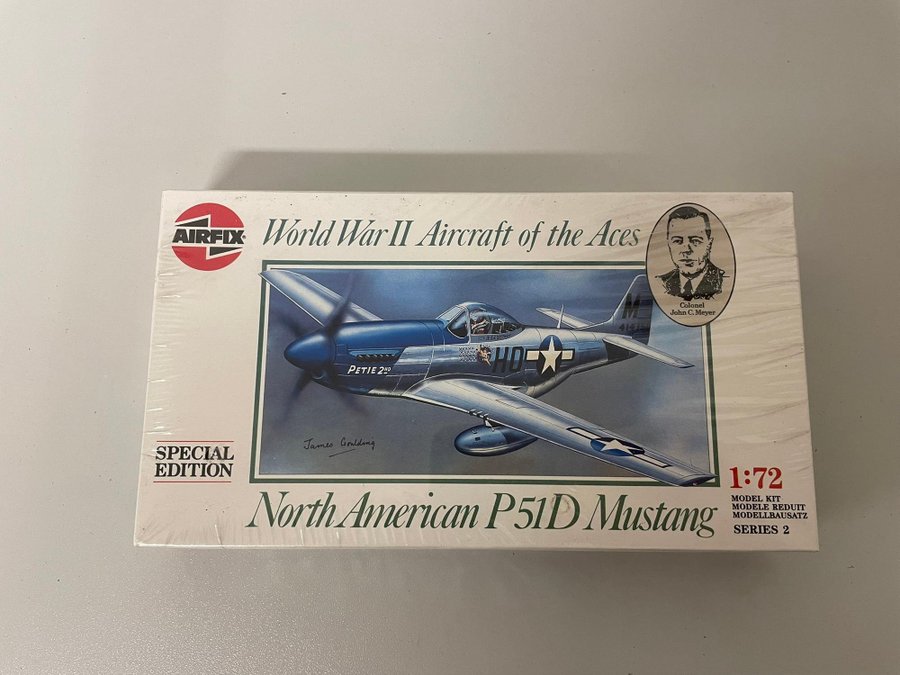 AIRFIX
World War II Aircraft of the Aces
Colonel
John C. Meyer
M
HO
PETIE 2ND
James Goulding
SPECIAL
EDITION
1:72
MODEL KIT
MODELE REDUIT
MODELLBAUSATZ
SERIES 2
North American P51D Mustang